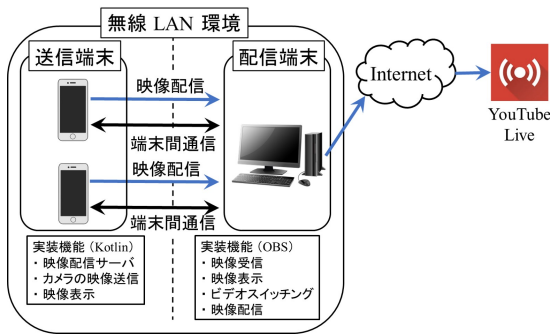 無線 LAN 環境
送信端末
配信端末
映像配信
端末間通信
映像配信
端末間通信
Internet
YouTube
Live
実装機能 (Kotlin)
・映像配信サーバ
・カメラの映像送信
・映像表示
実装機能 (OBS)
・映像受信
・映像表示
・ビデオスイッチング
・映像配信